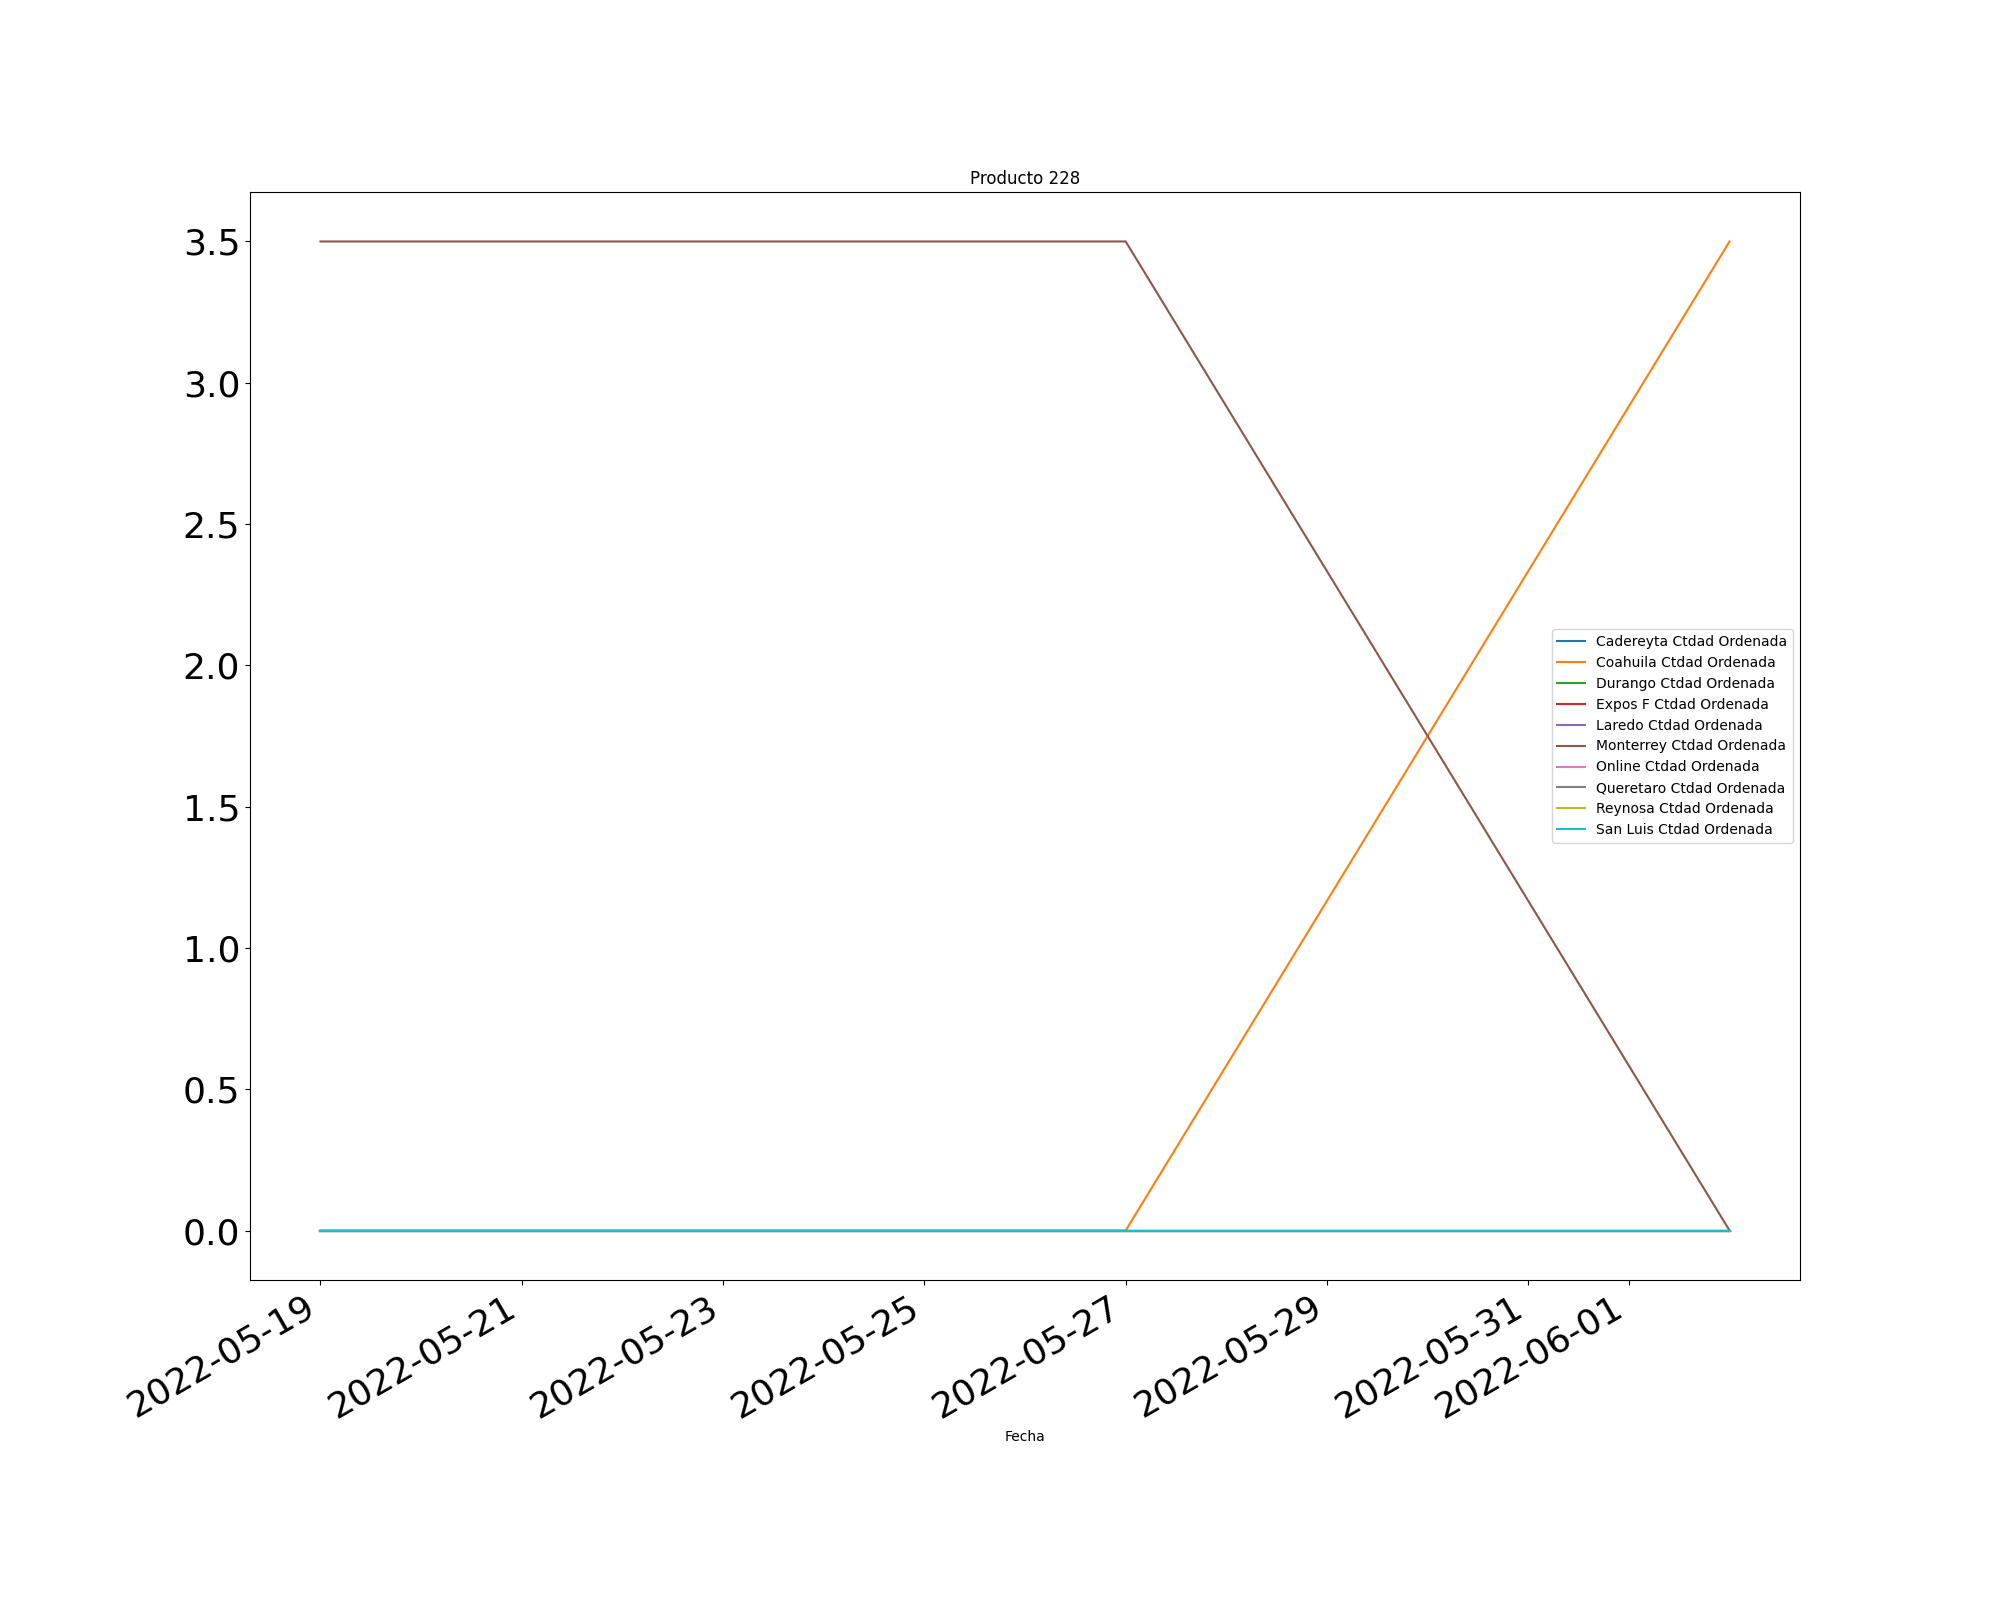 Producto 228
3.5
3.0
2.5
2.0
1.5
1.0
0.5
0.0
Cadereyta Ctdad Ordenada
Coahuila Ctdad Ordenada
Durango Ctdad Ordenada
Expos F Ctdad Ordenada
Laredo Ctdad Ordenada
Monterrey Ctdad Ordenada
Online Ctdad Ordenada
Queretaro Ctdad Ordenada
Reynosa Ctdad Ordenada
San Luis Ctdad Ordenada
2022-05-19
2022-05-21
2022-05-23
2022-05-25
2022-05-27
2022-05-29
2022-05-31
2022-06-01
Fecha